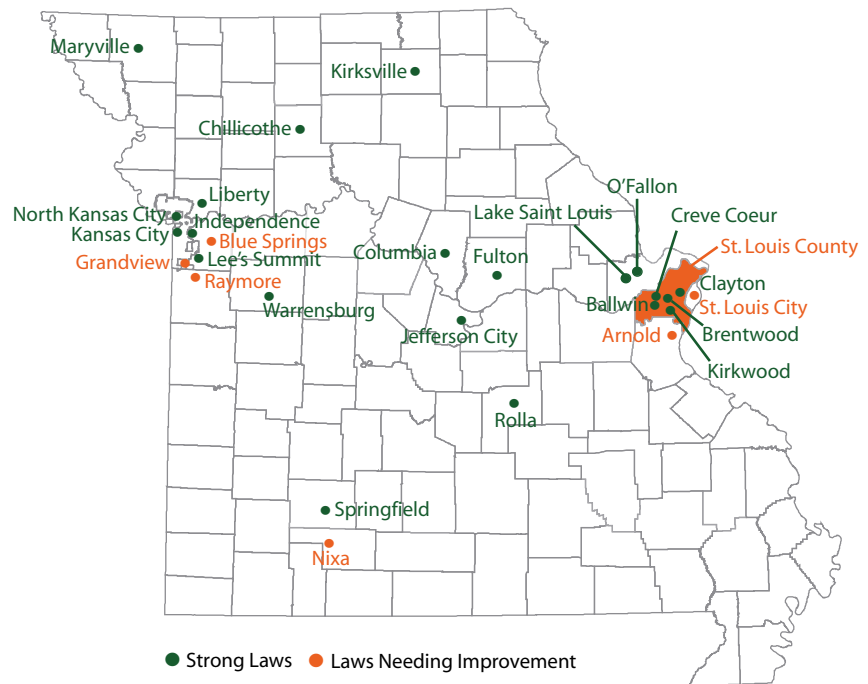 Maryville
Kirksville
Chillicothe
Liberty
O'Fallon
North Kansas City
Independence
Lake Saint Louis
Creve Coeur
Kansas City
Blue Springs
St. Louis County
Grandview
Lee's Summit
Columbia
Fulton
Raymore
Clayton
Warrensburg
Ballwin
St. Louis City
Jefferson City
Arnold
Brentwood
Kirkwood
Rolla
Springfield
Nixa
Strong Laws
Laws Needing Improvement